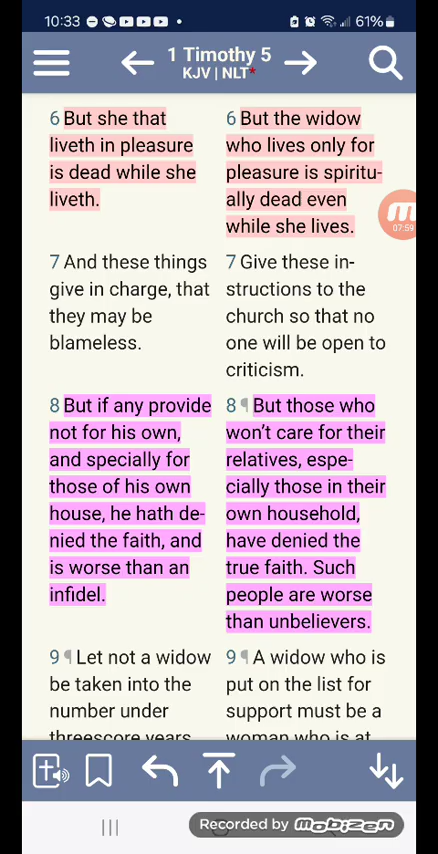 10:33
61%
1 Timothy 5
KJV | NLT*
6 But she that
liveth in pleasure
is dead while she
liveth.
7 And these things
give in charge, that
they may be
blameless.
8 But if any provide
not for his own,
and specially for
those of his own
house, he hath de-
nied the faith, and
is worse than an
infidel.
9 ¶ Let not a widow
be taken into the
number under
threescore years
6 But the widow
who lives only for
pleasure is spiritu-
ally dead even
while she lives.
7 Give these in-
structions to the
church so that no
one will be open to
criticism.
8 ¶ But those who
won’t care for their
relatives, espe-
cially those in their
own household,
have denied the
true faith. Such
people are worse
than unbelievers.
9 ¶ A widow who is
put on the list for
support must be a
woman who is at
07:59
Recorded by mobizen